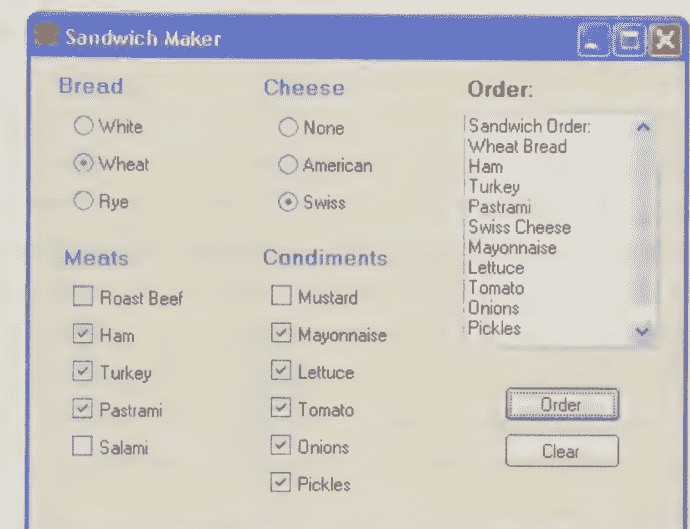 Sandwich Maker
Bread
White
Wheat
Rye
Cheese
None
American
Swiss
Meats
Roast Beef
Ham
Turkey
Pastrami
Salami
Condiments
Mustard
Mayonnaise
Lettuce
Tomato
Onions
Pickles
Order:
Sandwich Order:
Wheat Bread
Ham
Turkey
Pastrami
Swiss Cheese
Mayonnaise
Lettuce
Tomato
Onions
Pickles
Order
Clear